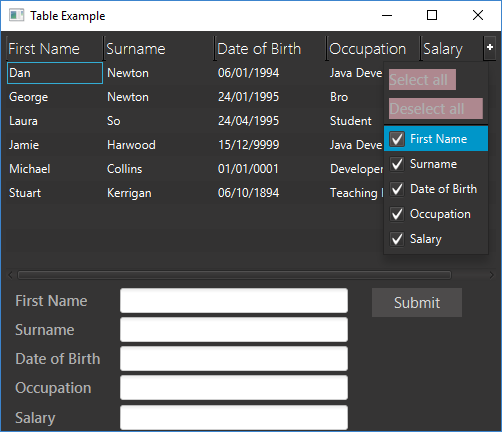 Table Example
First Name Surname Date of Birth Occupation Salary +
Dan Newton 06/01/1994 Java Deve
George Newton 24/01/1995 Bro
Laura So 24/04/1995 Student
Jamie Harwood 15/12/9999 Java Deve
Michael Collins 01/01/0001 Developer
Stuart Kerrigan 06/10/1894 Teaching
Select all
Deselect all
First Name
Surname
Date of Birth
Occupation
Salary
First Name
Submit
Surname
Date of Birth
Occupation
Salary